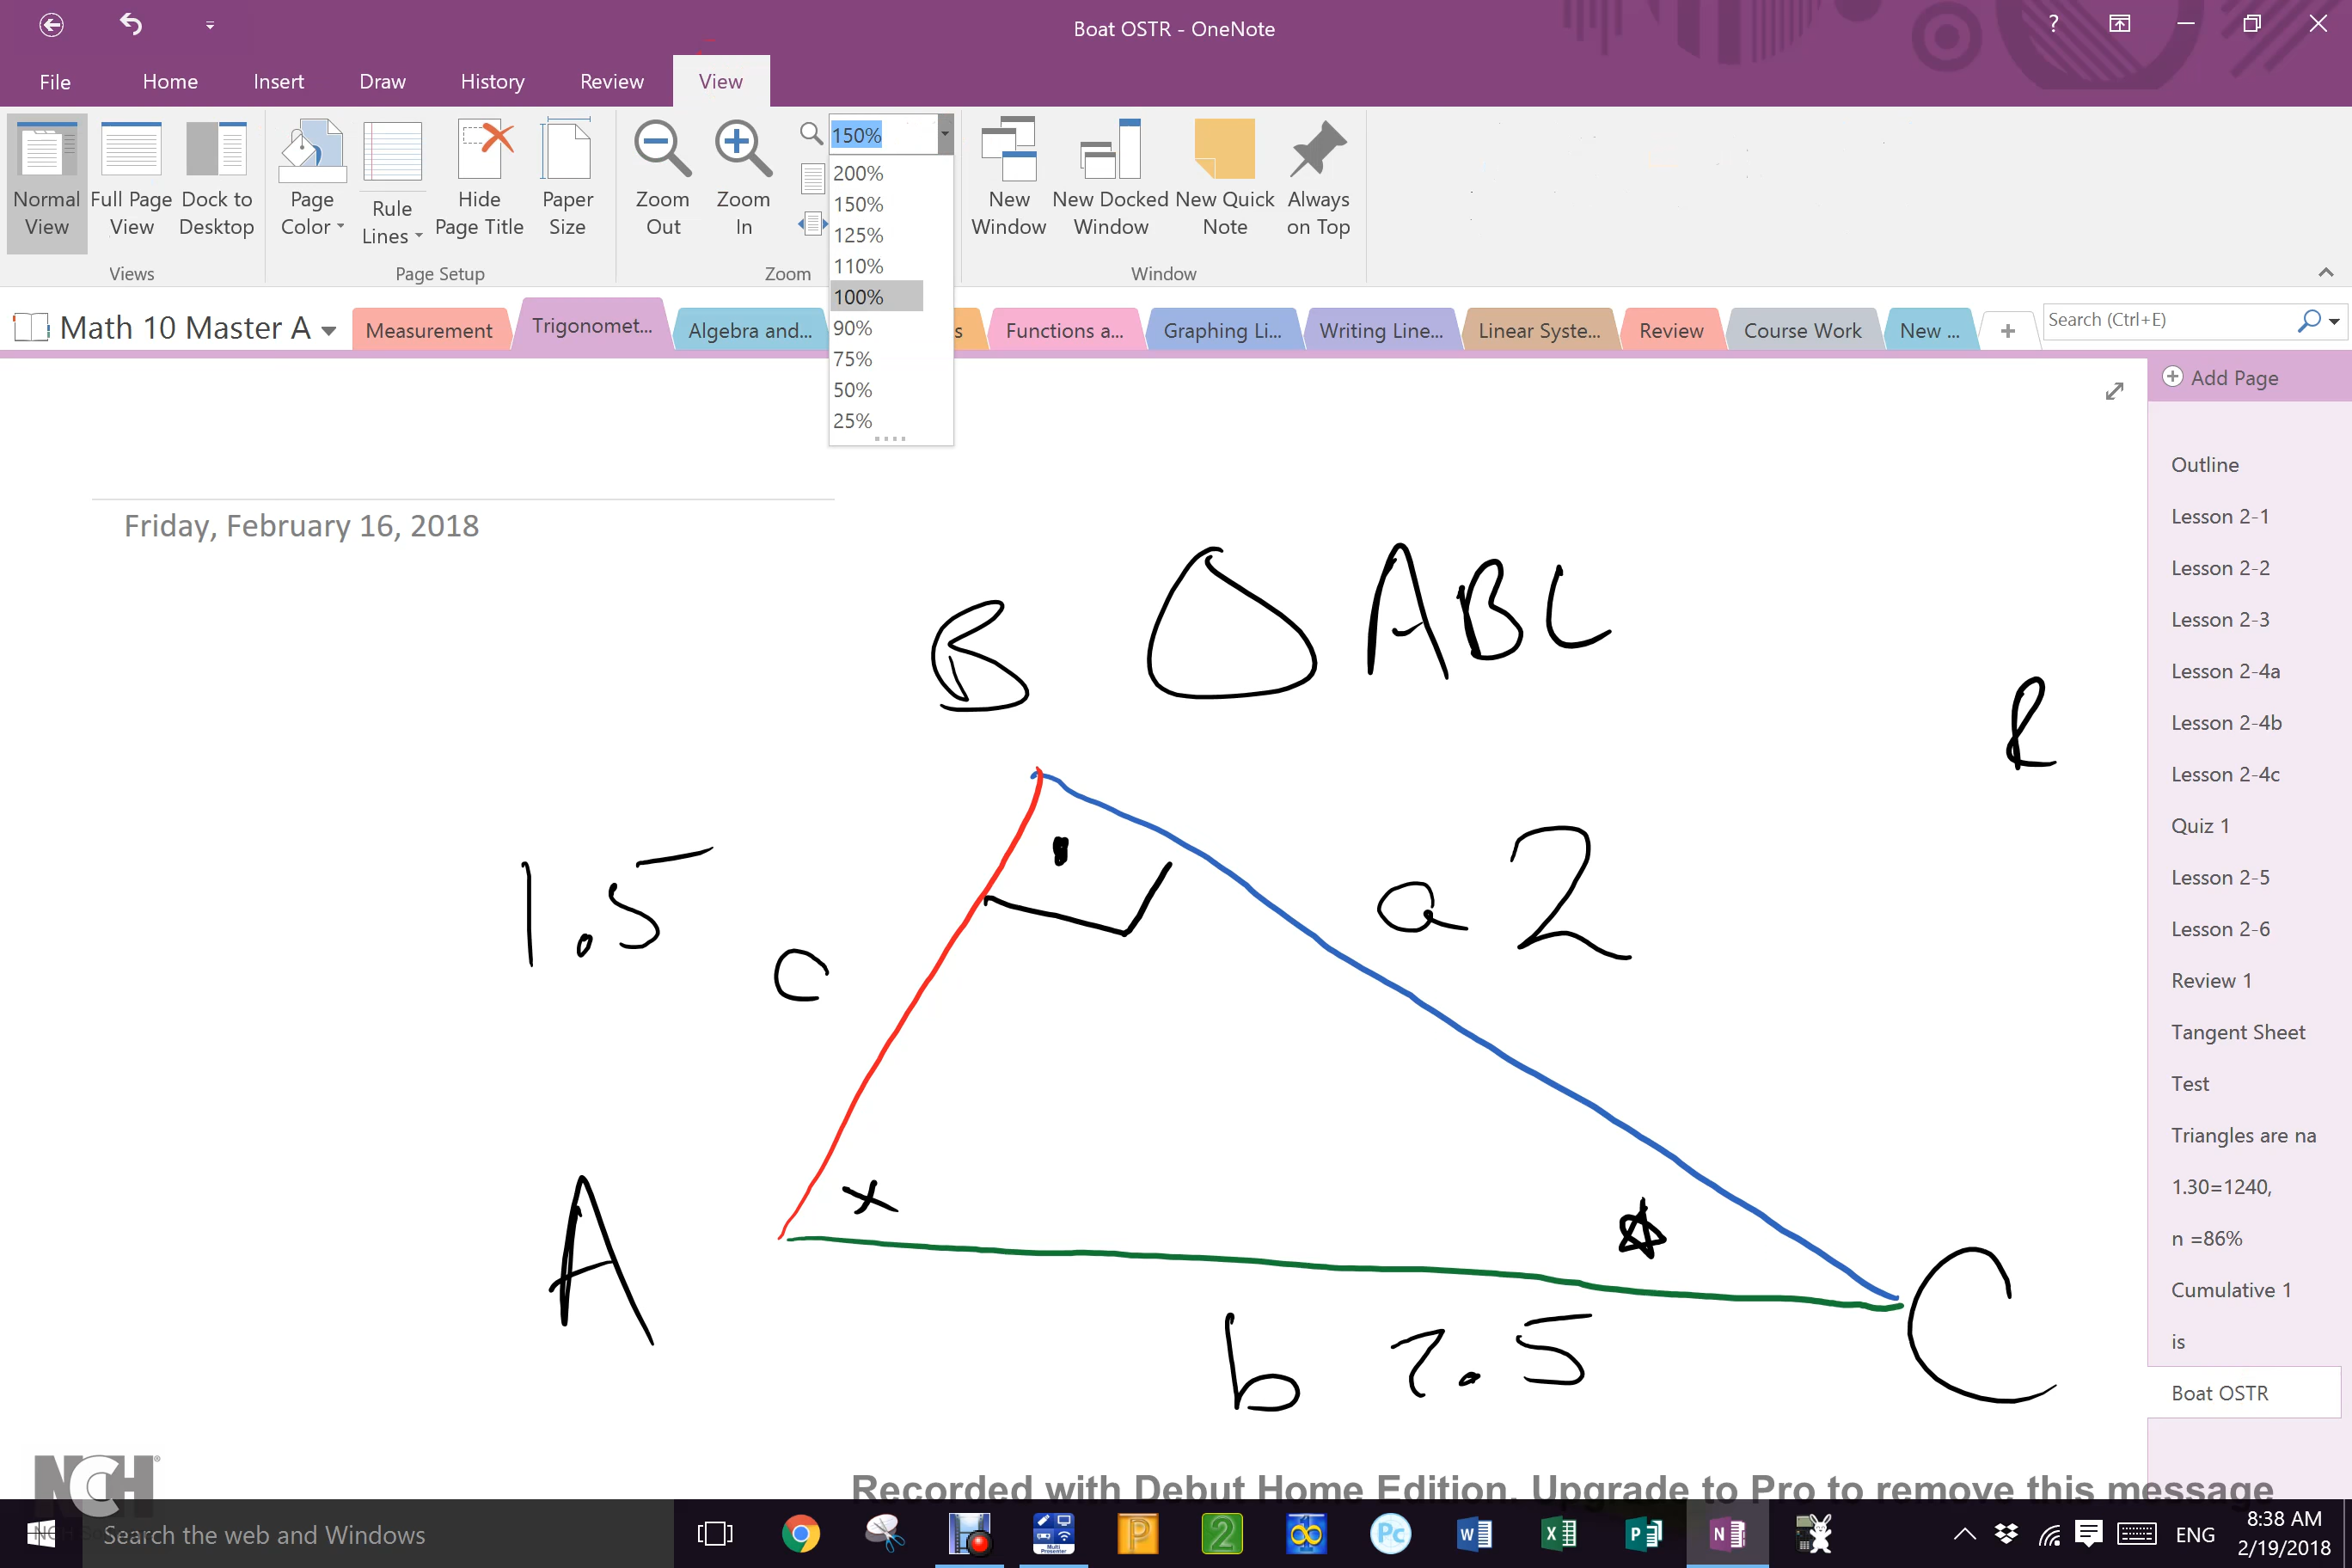 Boat OSTR - OneNote
?
File Home Insert Draw History Review View
150%
200%
150%
125%
110%
100%
90%
75%
50%
25%
Normal View
Full Page View
Dock to Desktop
Page Color
Rule Lines
Hide Page Title
Paper Size
Zoom Out
Zoom In
New Window
New Docked Window
New Quick Note
Always on Top
Views
Page Setup
Zoom
Window
Math 10 Master A
Measurement
Trigonomet...
Algebra and...
s
Functions a...
Graphing Li...
Writing Line...
Linear Syste...
Review
Course Work
New ...
+
Search (Ctrl+E)
Add Page
Outline
Lesson 2-1
Lesson 2-2
Lesson 2-3
Lesson 2-4a
Lesson 2-4b
Lesson 2-4c
Quiz 1
Lesson 2-5
Lesson 2-6
Review 1
Tangent Sheet
Test
Triangles are na
1.30=1240,
n =86%
Cumulative 1
is
Boat OSTR
Friday, February 16, 2018
B
ABC
1.5
c
a 2
x
A
b
C
NCH
Recorded with Debut Home Edition. Upgrade to Pro to remove this message
Search the web and Windows
ENG
8:38 AM
2/19/2018